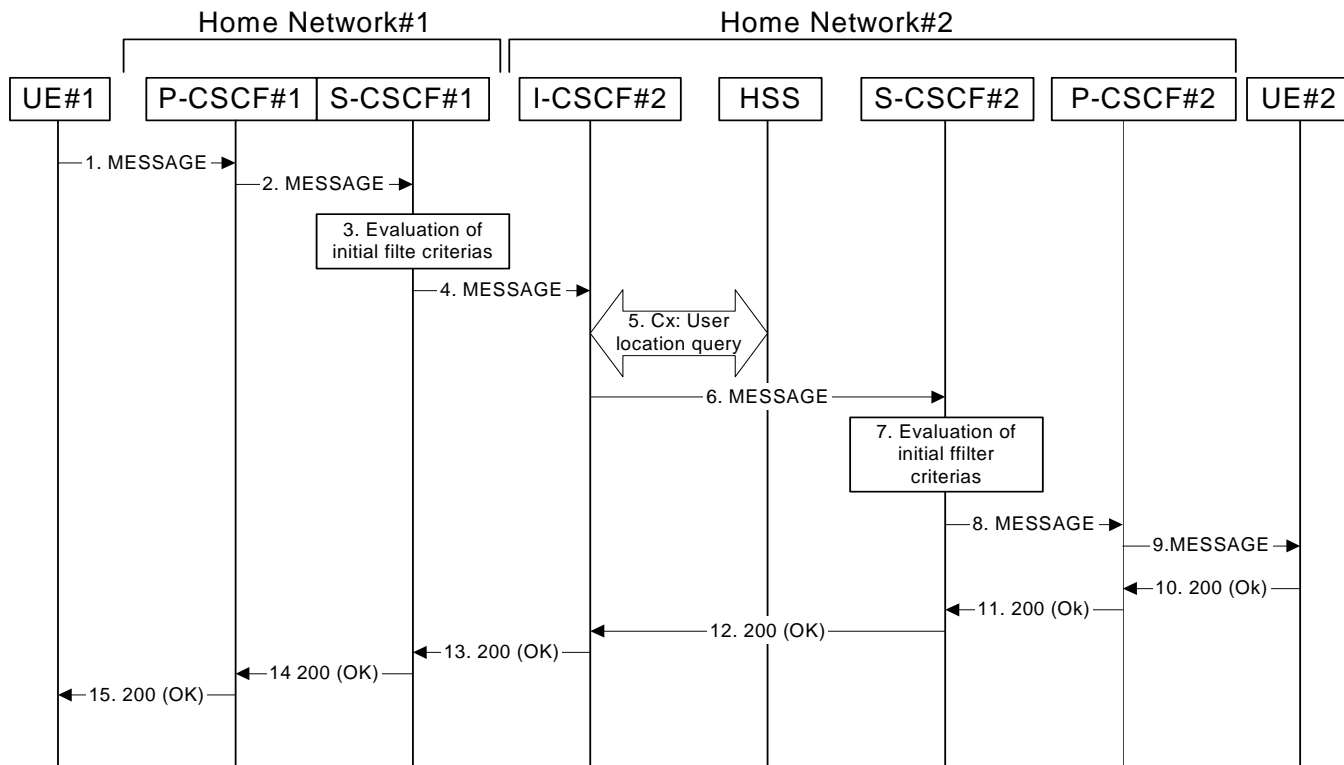 Home Network#1
Home Network#2
UE#1
P-CSCF#1
S-CSCF#1
I-CSCF#2
HSS
S-CSCF#2
P-CSCF#2
UE#2
1. MESSAGE
2. MESSAGE
3. Evaluation of
initial filte criterias
4. MESSAGE
5. Cx: User
location query
6. MESSAGE
7. Evaluation of
initial ffilter
criterias
8. MESSAGE
9.MESSAGE
10. 200 (Ok)
11. 200 (Ok)
12. 200 (OK)
13. 200 (OK)
14 200 (OK)
15. 200 (OK)